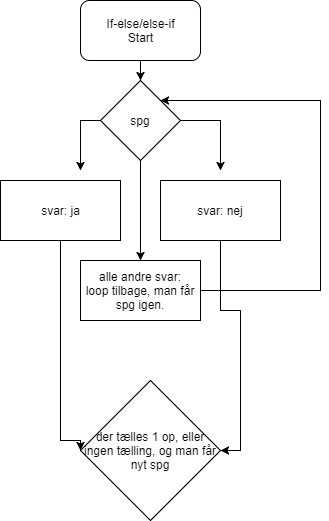 If-else/else-if
Start
spg
svar: ja
svar: nej
alle andre svar:
loop tilbage, man får
spg igen.
der tælles 1 op, eller
ingen tælling, og man får
nyt spg